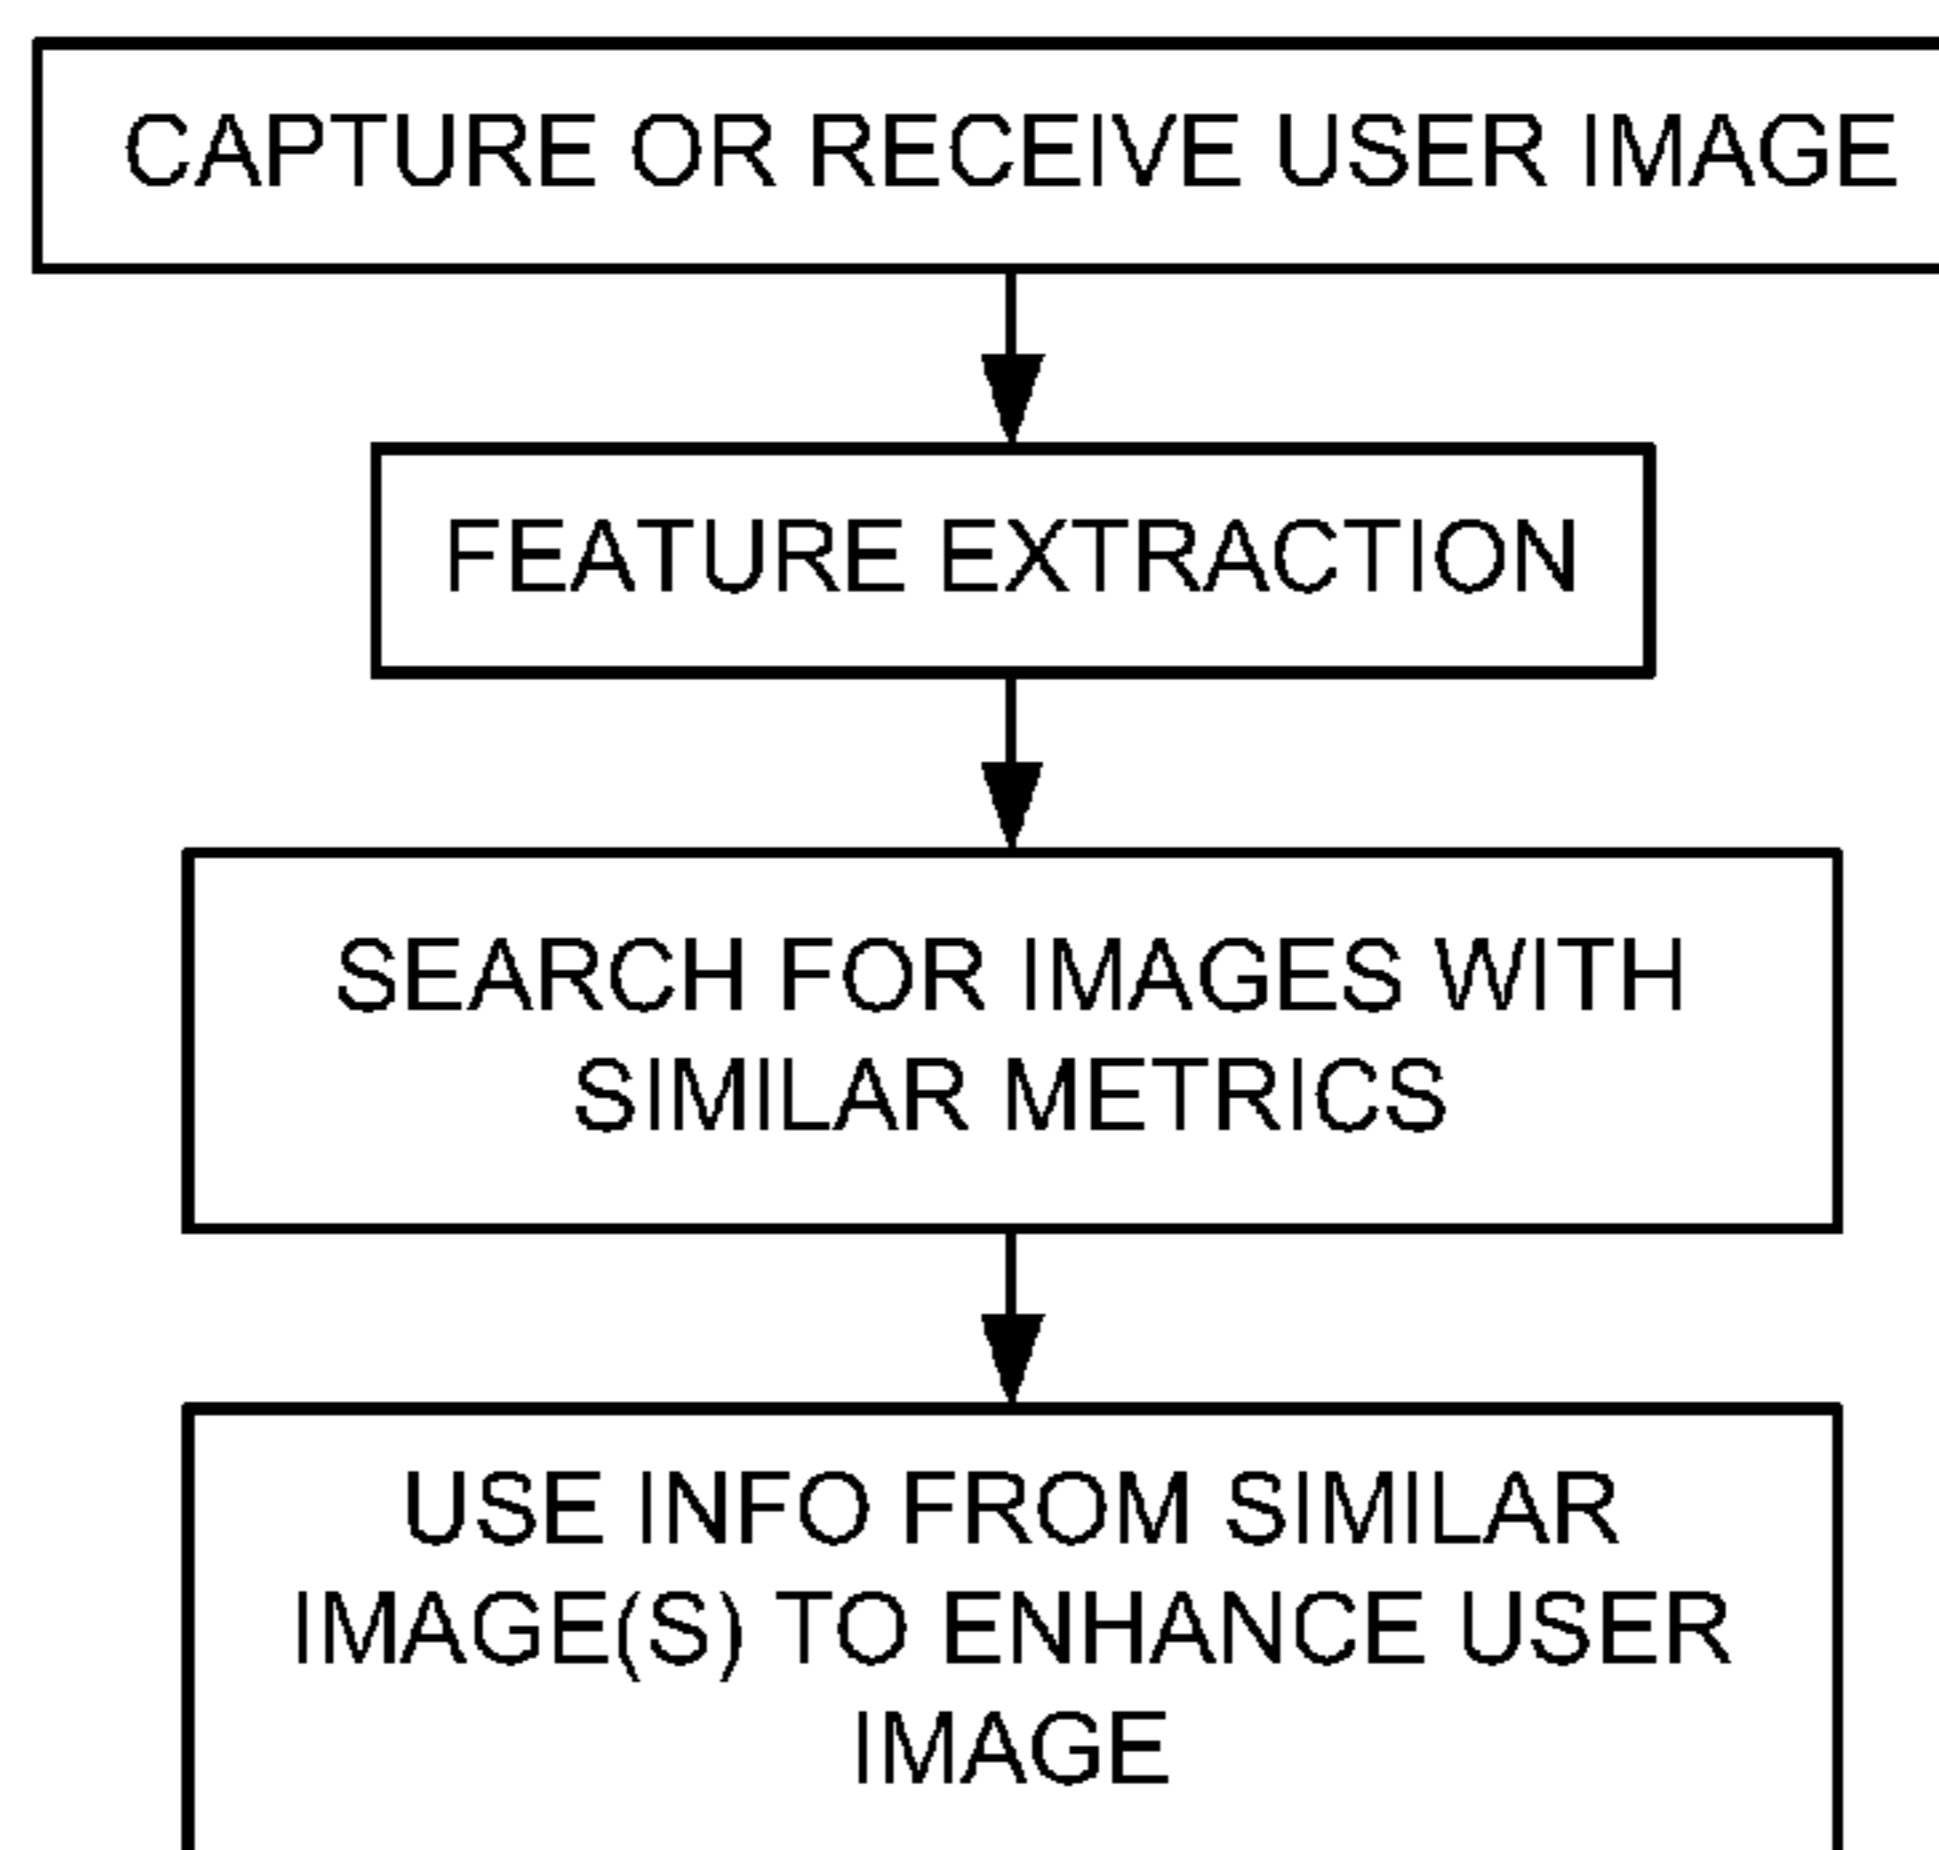 CAPTURE OR RECEIVE USER IMAGE
FEATURE EXTRACTION
SEARCH FOR IMAGES WITH
SIMILAR METRICS
USE INFO FROM SIMILAR
IMAGE(S) TO ENHANCE USER
IMAGE